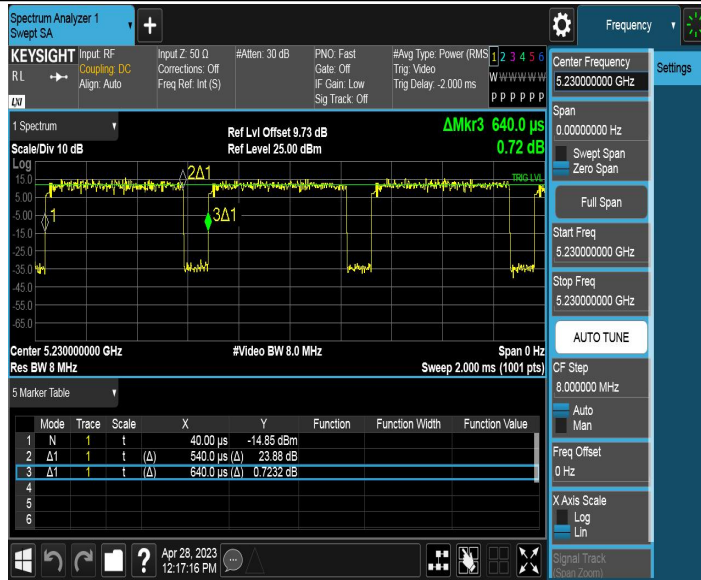 Spectrum Analyzer 1
Swept SA
+
Frequency
KEYSIGHT
RL
LXI
Input: RF
Coupling: DC
Align: Auto
Input Z: 50 Ω
Corrections: Off
Freq Ref: Int (S)
#Atten: 30 dB
PNO: Fast
Gate: Off
IF Gain: Low
Sig Track: Off
#Avg Type: Power (RMS
Trig: Video
Trig Delay: -2.000 ms
1 2 3 4 5 6
W W W W W W
P P P P P P
Center Frequency
5.230000000 GHz
Settings
Span
0.00000000 Hz
Swept Span
Zero Span
Full Span
Start Freq
5.230000000 GHz
Stop Freq
5.230000000 GHz
AUTO TUNE
CF Step
8.000000 MHz
Auto
Man
Freq Offset
0 Hz
X Axis Scale
Log
Lin
Signal Track
(Span Zoom)
1 Spectrum
Scale/Div 10 dB
Ref Lvl Offset 9.73 dB
Ref Level 25.00 dBm
ΔMkr3 640.0 µs
0.72 dB
Log
15.0
5.00
-5.00
-15.0
-25.0
-35.0
-45.0
-55.0
-65.0
2Δ1
TRIG LVL
1
3Δ1
Center 5.230000000 GHz
Res BW 8 MHz
#Video BW 8.0 MHz
Span 0 Hz
Sweep 2.000 ms (1001 pts)
5 Marker Table
Mode Trace Scale X Y Function Function Width Function Value
1 N 1 t 40.00 µs -14.85 dBm
2 Δ1 1 t (Δ) 540.0 µs (Δ) 23.88 dB
3 Δ1 1 t (Δ) 640.0 µs (Δ) 0.7232 dB
4
5
6
?
Apr 28, 2023
12:17:16 PM